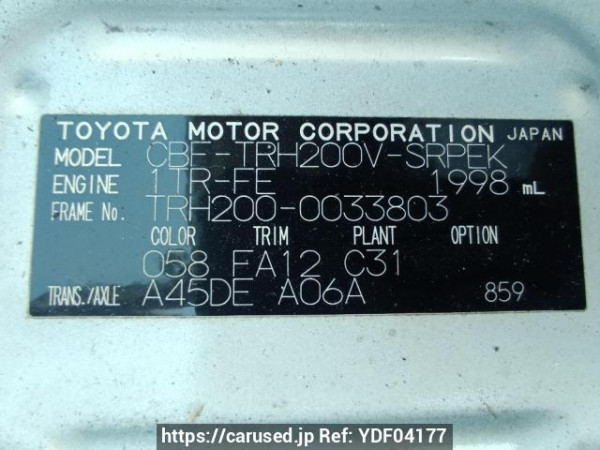 TOYOTA MOTOR CORPORATION JAPAN
MODEL CBF-TRH200V-SRPEK
ENGINE 1TR-FE 1998 mL
FRAME No. TRH200-0033803
COLOR TRIM PLANT OPTION
058 FA12 C31
TRANS./AXLE A45DE A06A 859
https://carused.jp Ref: YDF04177